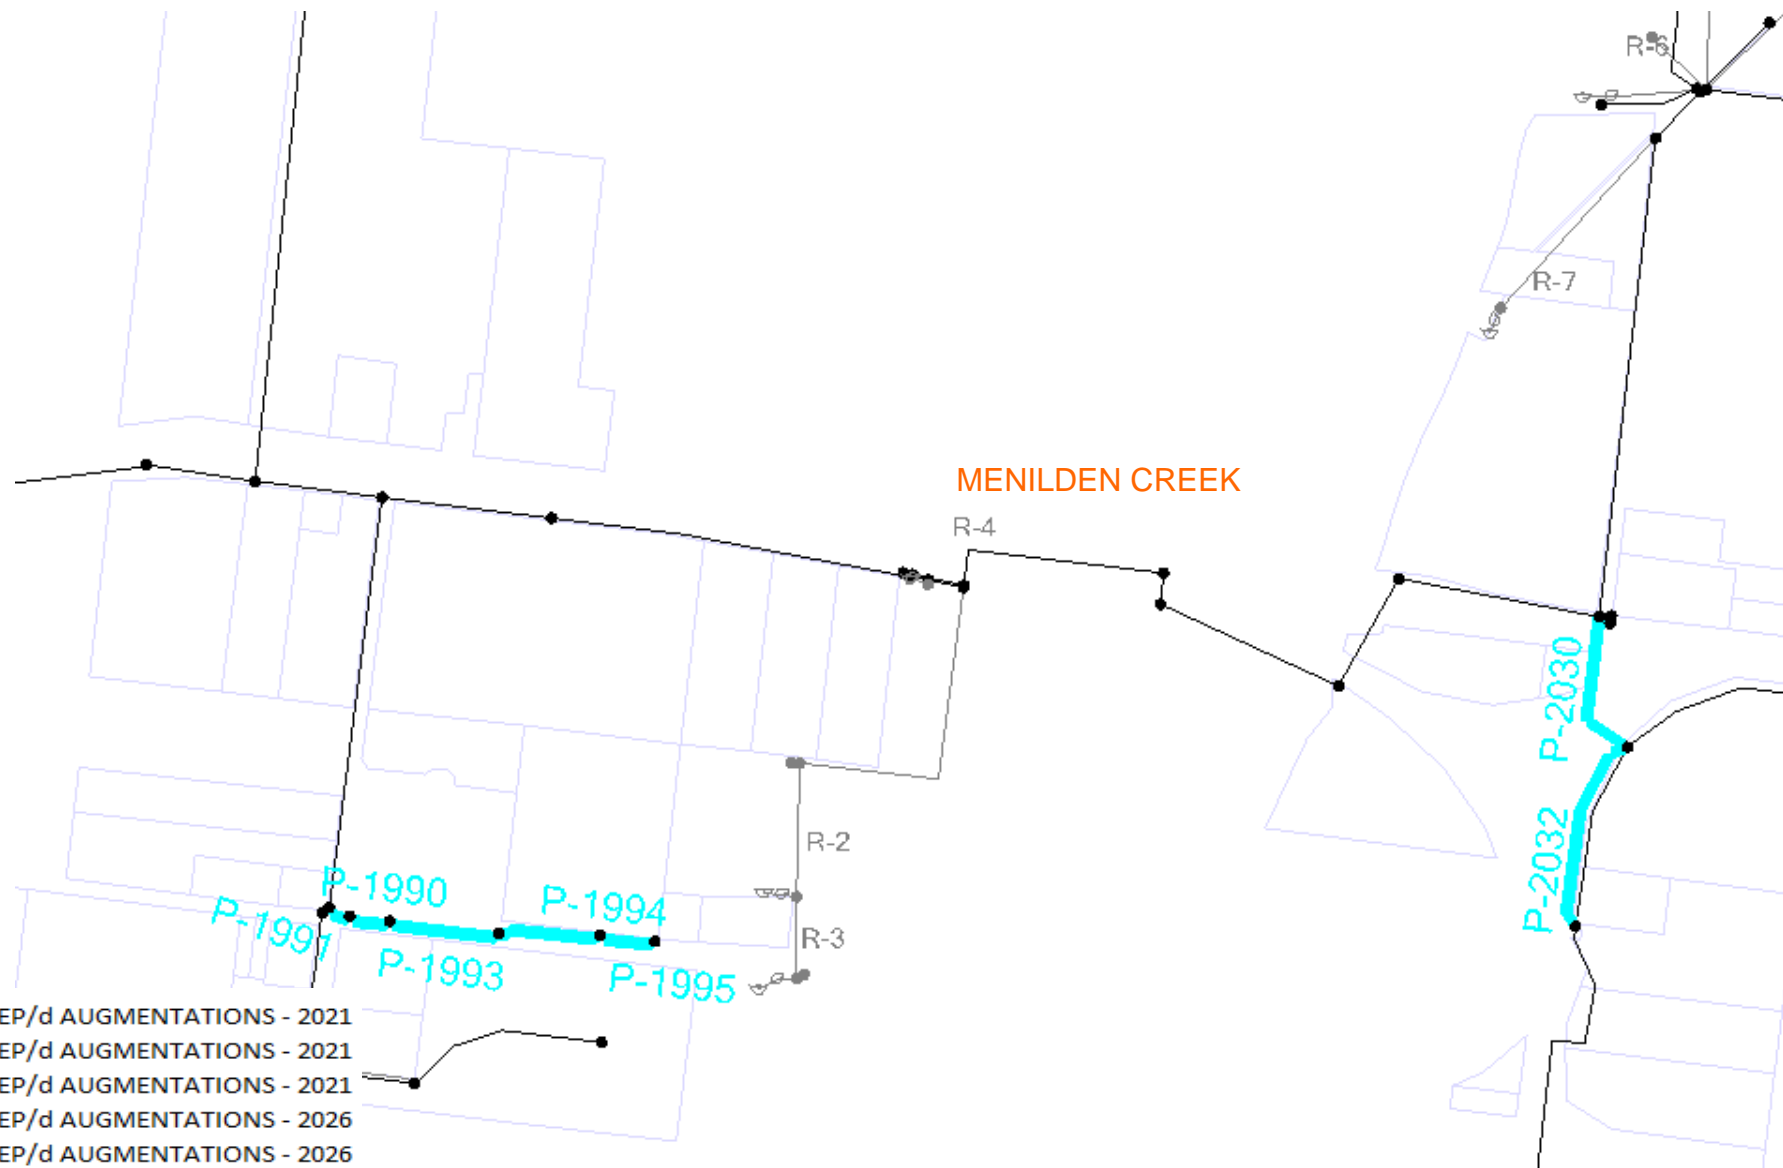 R-6
R-7
MENILDEN CREEK
R-4
P-2030
R-2
P-2032
P-1990
P-1994
P-1991
R-3
P-1993
P-1995
EP/d AUGMENTATIONS - 2021
EP/d AUGMENTATIONS - 2021
EP/d AUGMENTATIONS - 2021
EP/d AUGMENTATIONS - 2026
EP/d AUGMENTATIONS - 2026